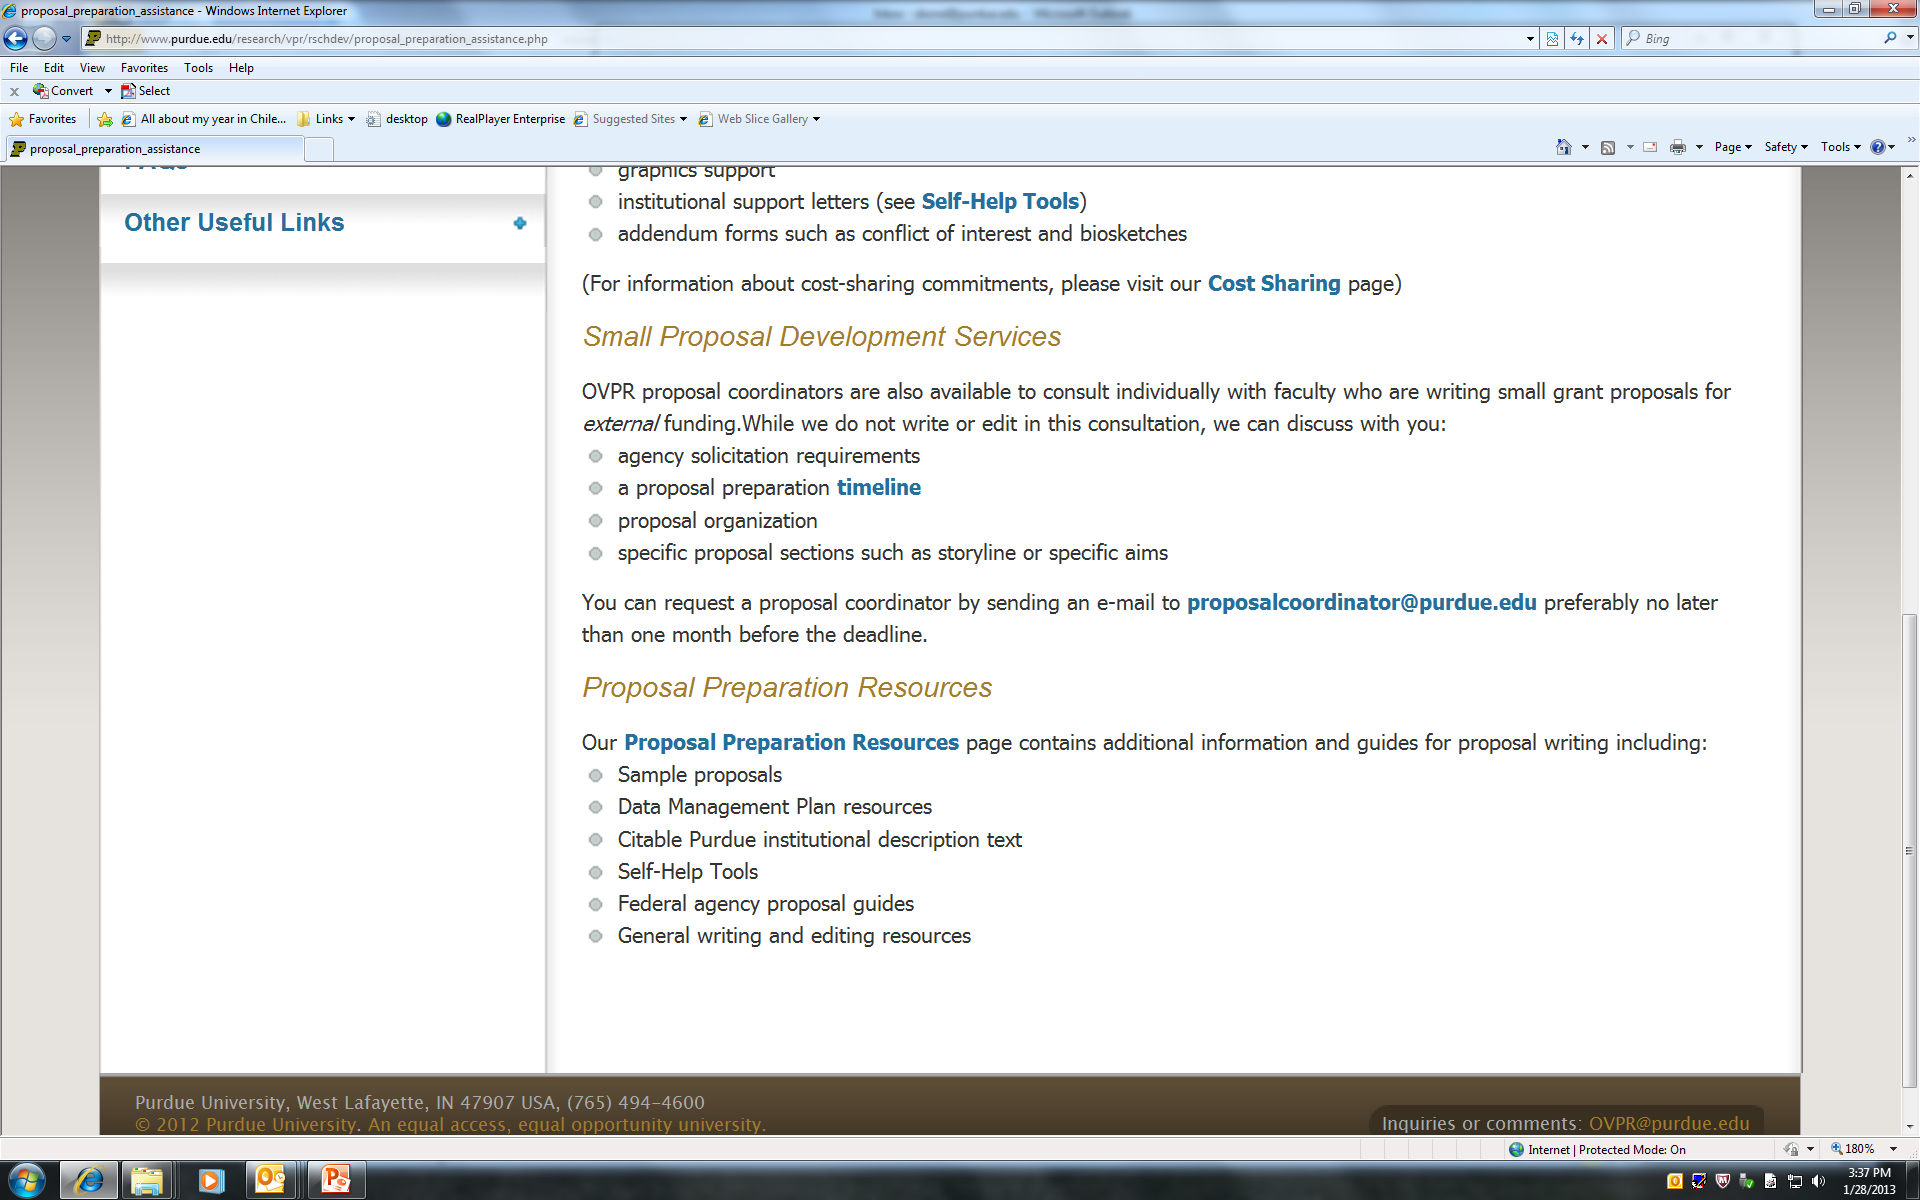 proposal_preparation_assistance - Windows Internet Explorer
http://www.purdue.edu/research/vpr/rschdev/proposal_preparation_assistance.php
Bing
File Edit View Favorites Tools Help
x Convert Select
Favorites All about my year in Chile... Links desktop RealPlayer Enterprise Suggested Sites Web Slice Gallery
proposal_preparation_assistance
Page Safety Tools
FAQs
Other Useful Links
graphics support
institutional support letters (see Self-Help Tools)
addendum forms such as conflict of interest and biosketches
(For information about cost-sharing commitments, please visit our Cost Sharing page)
Small Proposal Development Services
OVPR proposal coordinators are also available to consult individually with faculty who are writing small grant proposals for
external funding.While we do not write or edit in this consultation, we can discuss with you:
agency solicitation requirements
a proposal preparation timeline
proposal organization
specific proposal sections such as storyline or specific aims
You can request a proposal coordinator by sending an e-mail to proposalcoordinator@purdue.edu preferably no later
than one month before the deadline.
Proposal Preparation Resources
Our Proposal Preparation Resources page contains additional information and guides for proposal writing including:
Sample proposals
Data Management Plan resources
Citable Purdue institutional description text
Self-Help Tools
Federal agency proposal guides
General writing and editing resources
Purdue University, West Lafayette, IN 47907 USA, (765) 494-4600
© 2012 Purdue University. An equal access, equal opportunity university.
Inquiries or comments: OVPR@purdue.edu
Internet | Protected Mode: On
180%
3:37 PM
1/28/2013